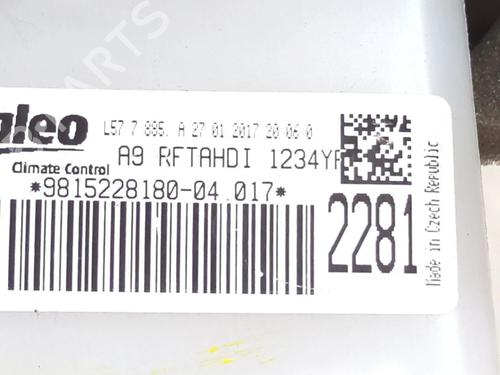 PARTS
aleo
L57 7 885. A 27 01 2017 20 06 0
A9 RFTAHDI 1234YF
Climate Control
*9815228180-04 017*
2281
Made in Czech Republic